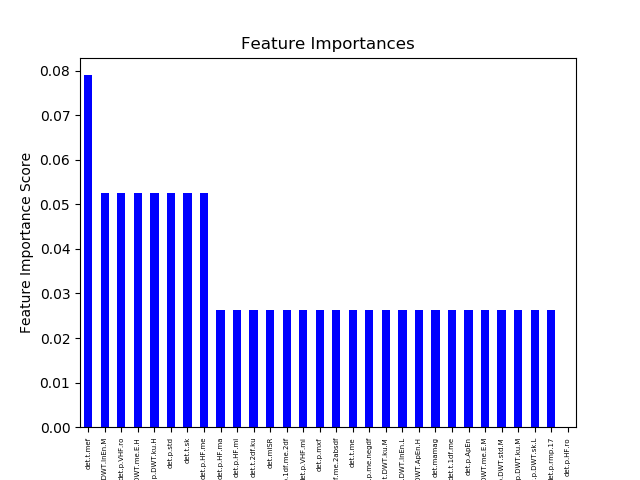 Feature Importances
Feature Importance Score
0.08
0.07
0.06
0.05
0.04
0.03
0.02
0.01
0.00
det.t.mef
DWT.InEn.M
det.p.VHF.ro
DWT.me.E.H
p.DWT.ku.H
det.p.std
det.t.sk
det.p.HF.me
det.p.HF.ma
det.p.HF.mi
det.t.2df.ku
det.mISR
.1df.me.2df
det.p.VHF.mi
det.p.mxf
f.me.2absdf
det.t.me
.p.me.negdf
t.DWT.ku.M
.DWT.InEn.L
DWT.ApEn.H
det.mamag
det.t.1df.me
det.p.ApEn
DWT.me.E.M
.DWT.std.M
p.DWT.ku.M
p.DWT.sk.L
det.p.rmp.17
det.p.HF.ro